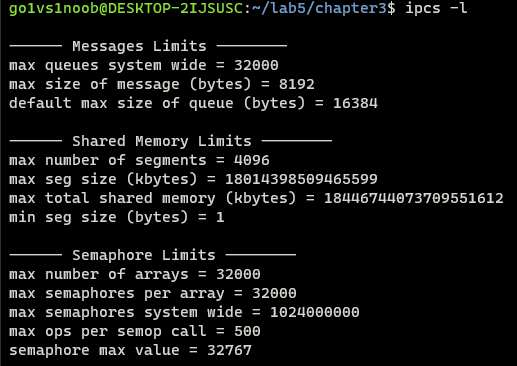 go1vs1noob@DESKTOP-2IJSUSC:~/lab5/chapter3$ ipcs -l
------ Messages Limits --------
max queues system wide = 32000
max size of message (bytes) = 8192
default max size of queue (bytes) = 16384
------ Shared Memory Limits --------
max number of segments = 4096
max seg size (kbytes) = 18014398509465599
max total shared memory (kbytes) = 18446744073709551612
min seg size (bytes) = 1
------ Semaphore Limits --------
max number of arrays = 32000
max semaphores per array = 32000
max semaphores system wide = 1024000000
max ops per semop call = 500
semaphore max value = 32767